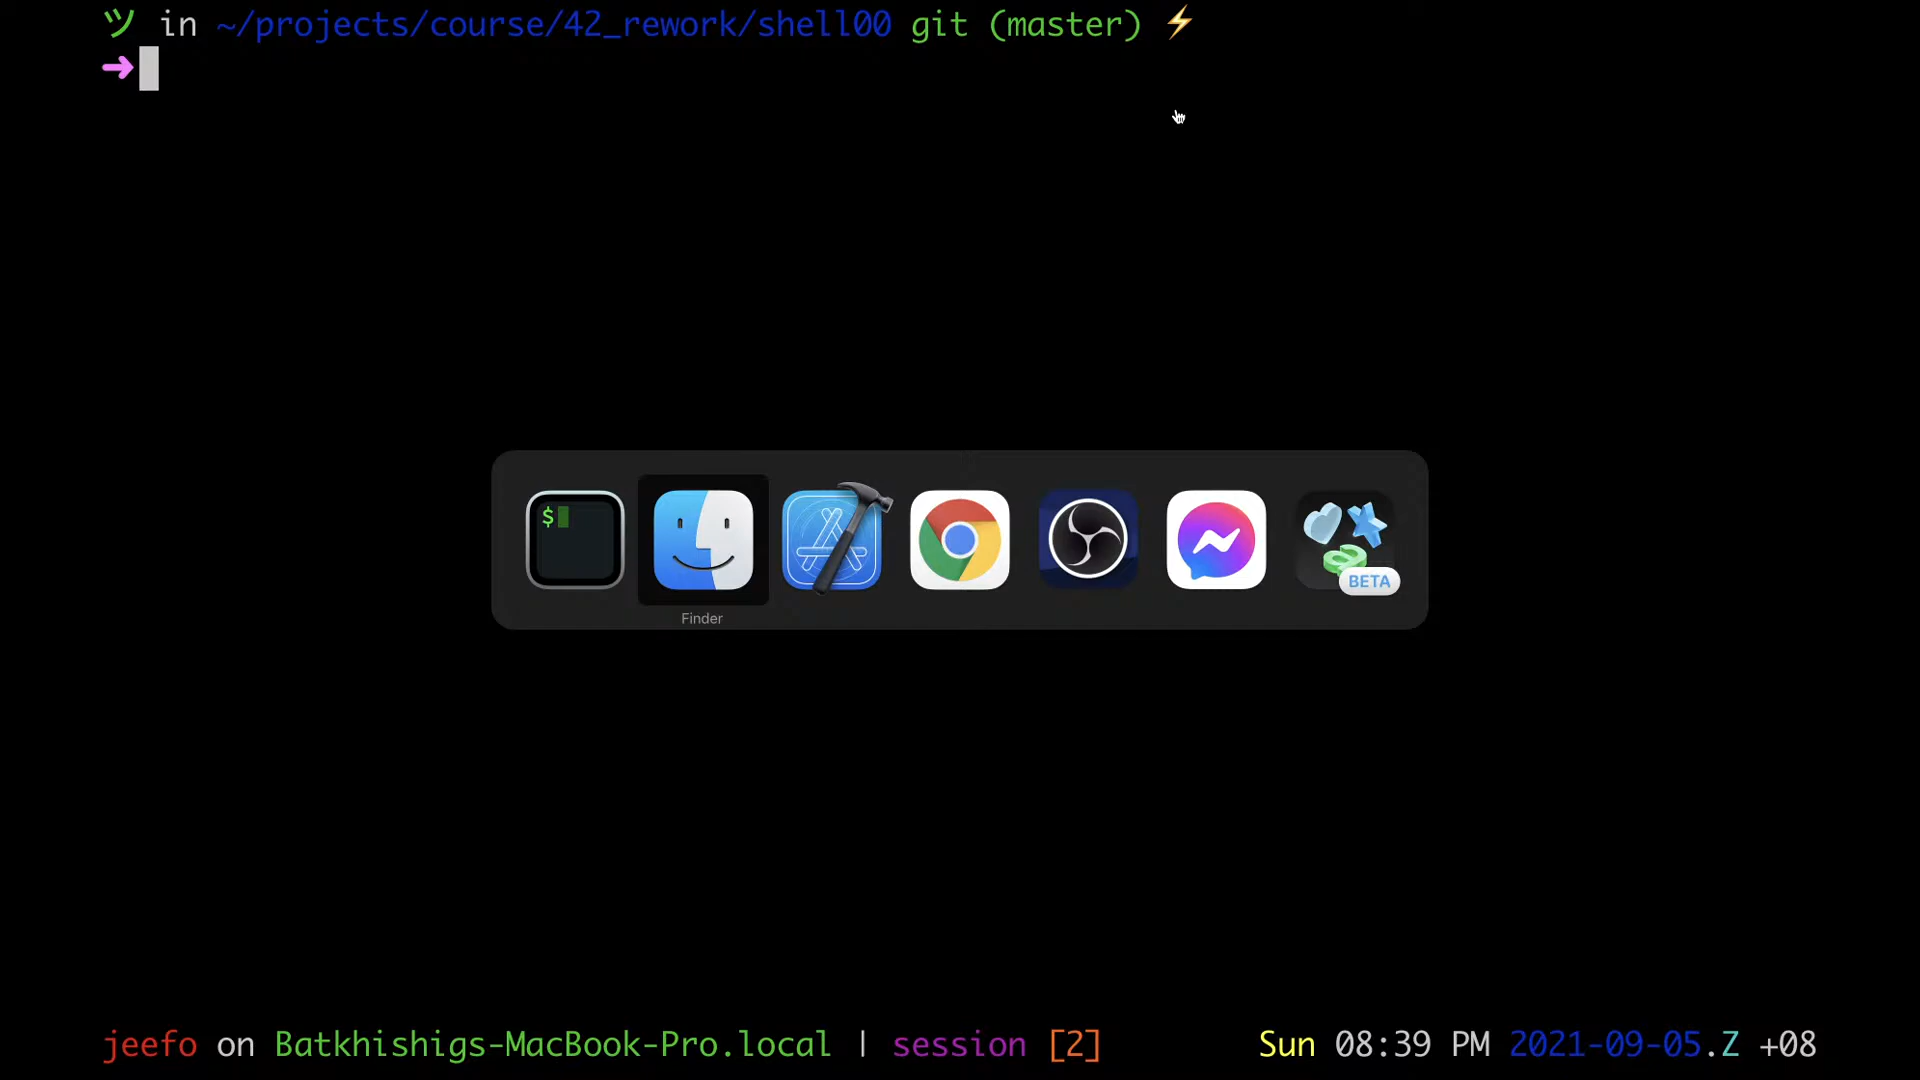 ツ in ~/projects/course/42_rework/shell00 git (master) ⚡
➜
$
BETA
Finder
jeefo on Batkhishigs-MacBook-Pro.local | session [2] Sun 08:39 PM 2021-09-05.Z +08